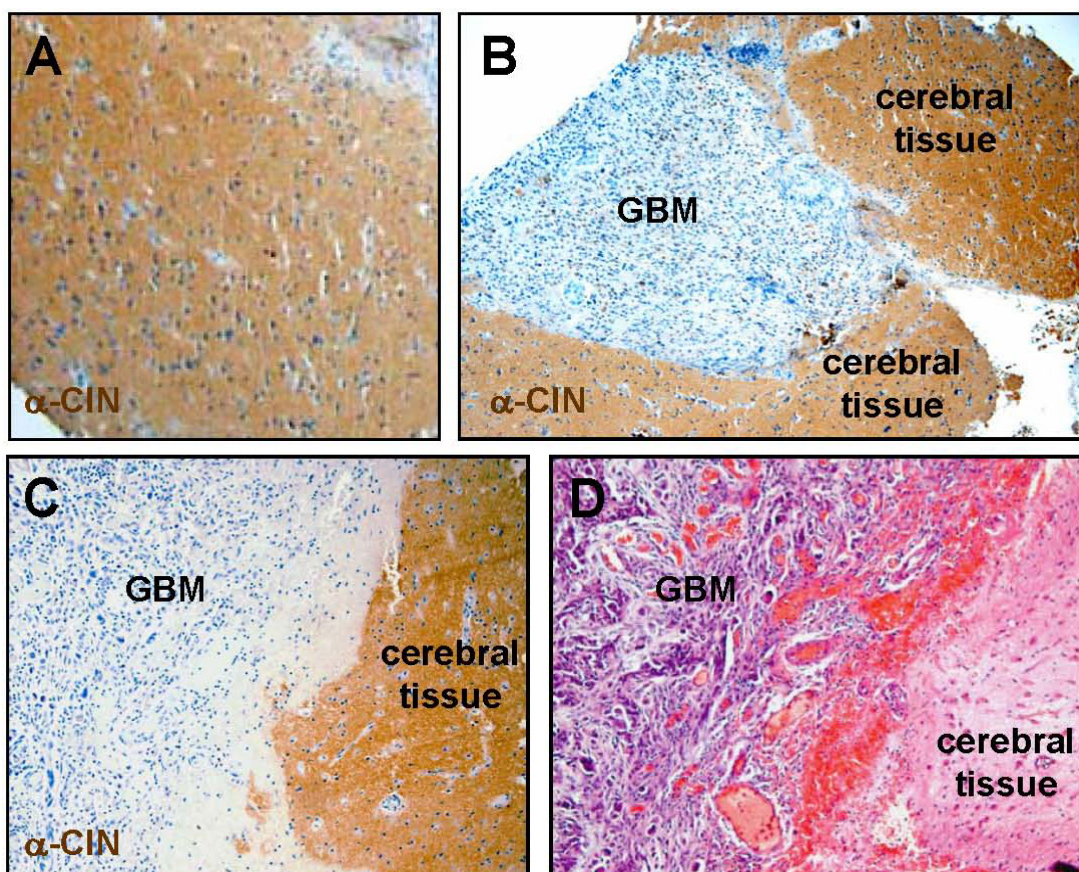 A
α-CIN
B
cerebral
tissue
GBM
cerebral
tissue
α-CIN
C
GBM
cerebral
tissue
α-CIN
D
GBM
cerebral
tissue